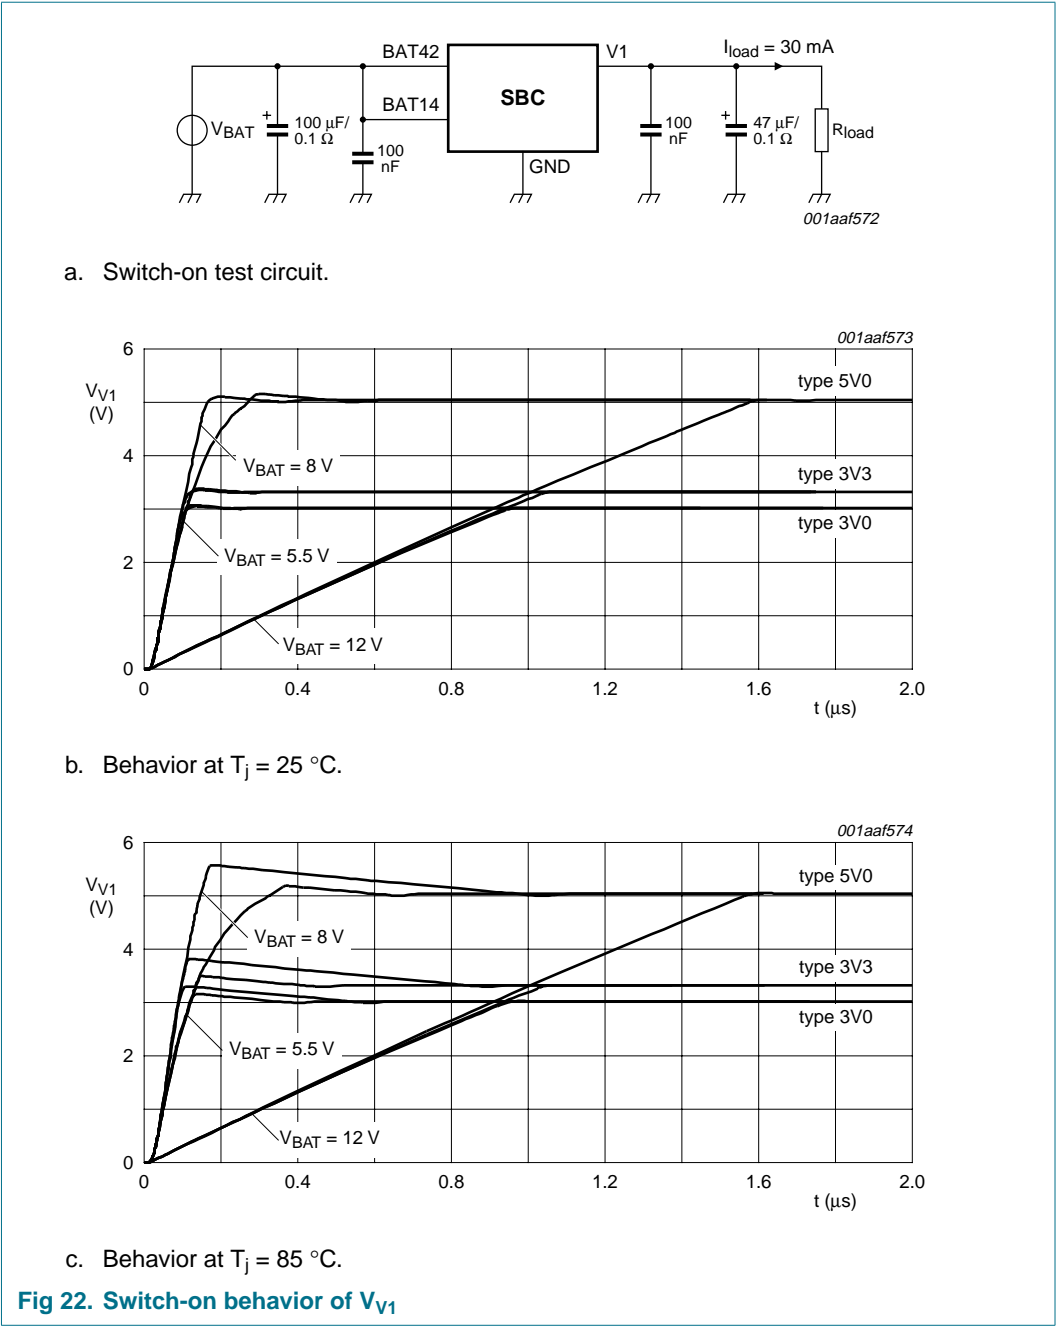 BAT42
V1
Iload = 30 mA
BAT14
SBC
VBAT
+
100 μF/
0.1 Ω
100
nF
GND
100
nF
+
47 μF/
0.1 Ω
Rload
001aaf572
a. Switch-on test circuit.
001aaf573
6
VV1
(V)
type 5V0
4
VBAT = 8 V
type 3V3
type 3V0
VBAT = 5.5 V
2
VBAT = 12 V
0
0 0.4 0.8 1.2 1.6 2.0
t (μs)
b. Behavior at Tj = 25 °C.
001aaf574
6
VV1
(V)
type 5V0
VBAT = 8 V
4
type 3V3
type 3V0
VBAT = 5.5 V
2
VBAT = 12 V
0
0 0.4 0.8 1.2 1.6 2.0
t (μs)
c. Behavior at Tj = 85 °C.
Fig 22. Switch-on behavior of VV1